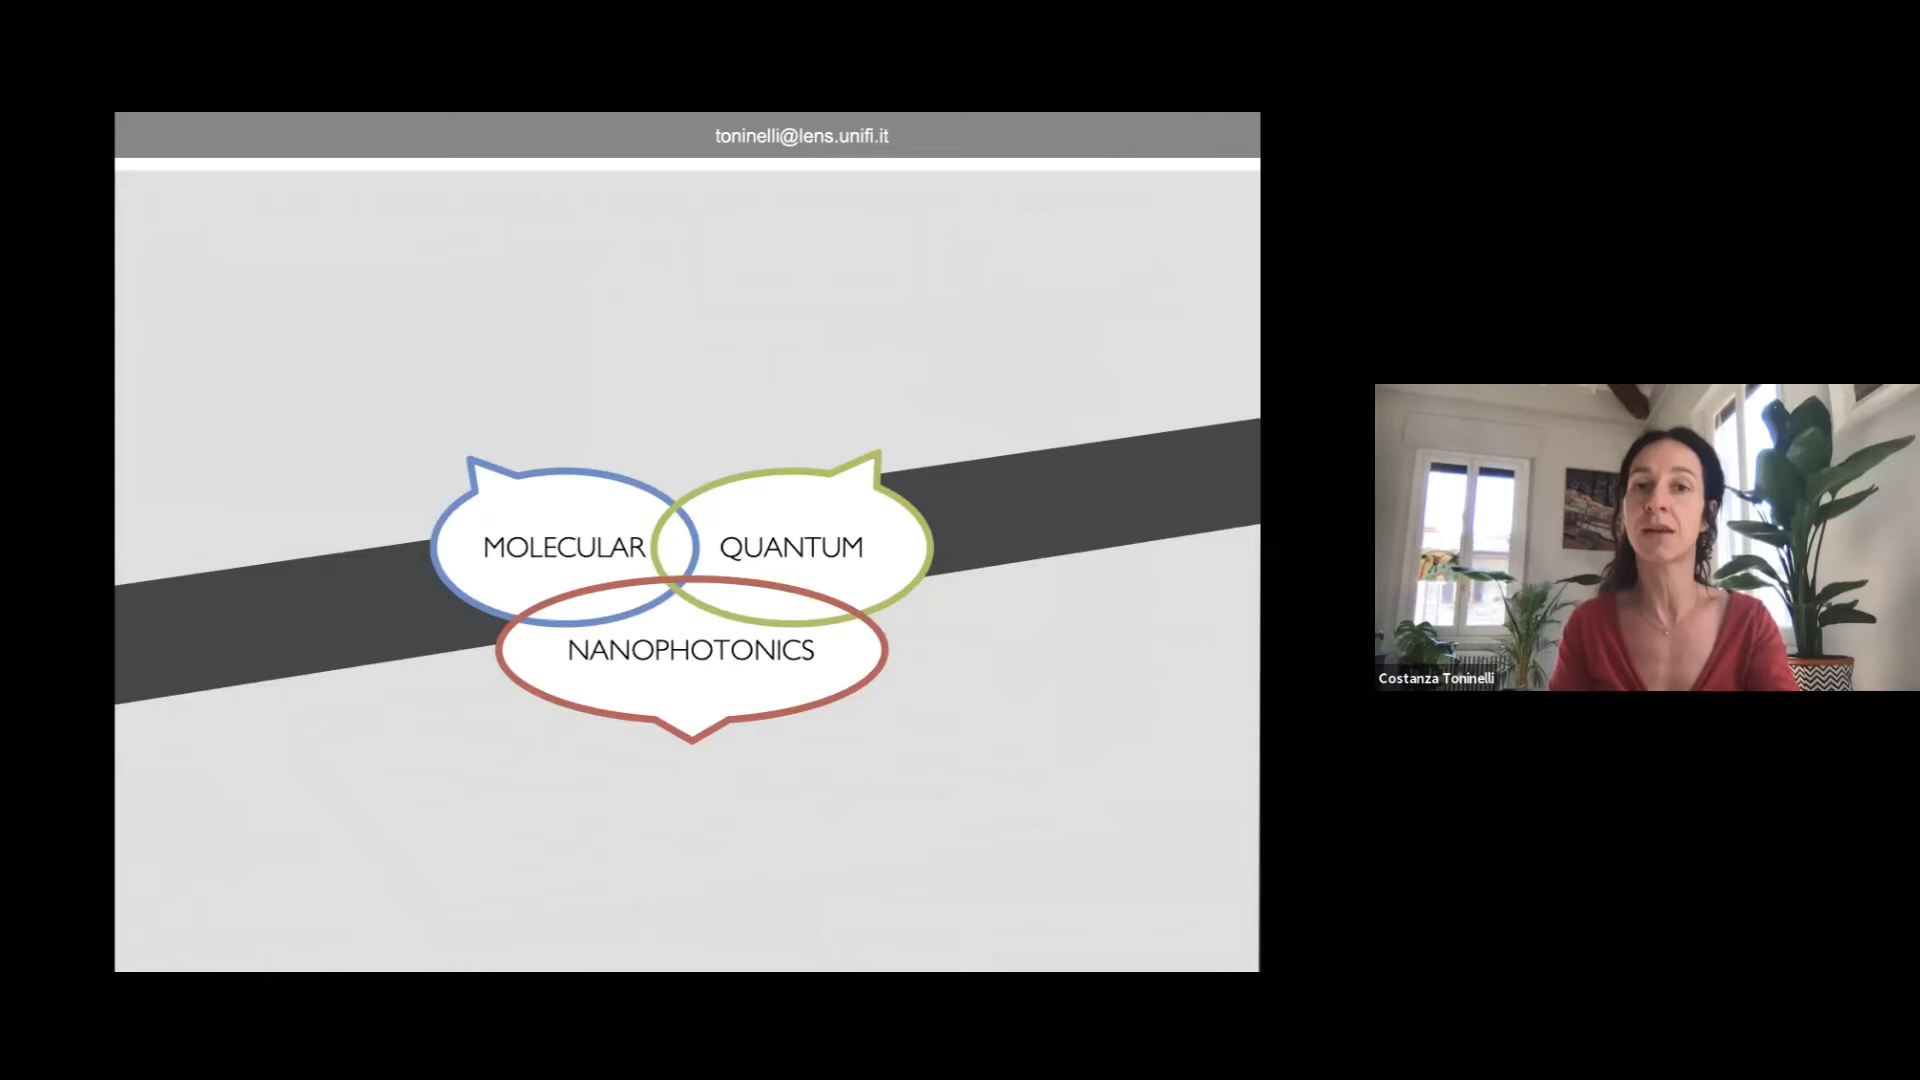 toninelli@lens.unifi.it
MOLECULAR
QUANTUM
NANOPHOTONICS
Costanza Toninelli